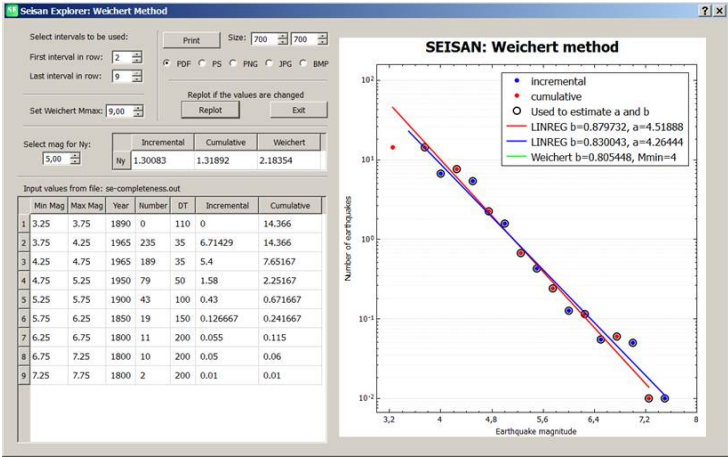 Seisan Explorer: Weichert Method
Select intervals to be used:
First interval in row: 2
Last interval in row: 9
Set Weichert Mmax: 9,00
Print Size: 700 700
PDF PS PNG JPG BMP
Replot if the values are changed
Replot Exit
Select mag for Ny:
5,00
Incremental Cumulative Weichert
Ny 1.30083 1.31892 2.18354
Input values from file: se-completeness.out
Min Mag Max Mag Year Number DT Incremental Cumulative
1 3.25 3.75 1890 0 110 0 14.366
2 3.75 4.25 1965 235 35 6.71429 14.366
3 4.25 4.75 1965 189 35 5.4 7.65167
4 4.75 5.25 1950 79 50 1.58 2.25167
5 5.25 5.75 1900 43 100 0.43 0.671667
6 5.75 6.25 1850 19 150 0.126667 0.241667
7 6.25 6.75 1800 11 200 0.055 0.115
8 6.75 7.25 1800 10 200 0.05 0.06
9 7.25 7.75 1800 2 200 0.01 0.01
SEISAN: Weichert method
incremental
cumulative
Used to estimate a and b
LINREG b=0.879732, a=4.51888
LINREG b=0.830043, a=4.26444
Weichert b=0.805448, Mmin=4
Number of earthquakes
10²
10¹
10⁰
10⁻¹
10⁻²
3,2 4 4,8 5,6 6,4 7,2 8
Earthquake magnitude